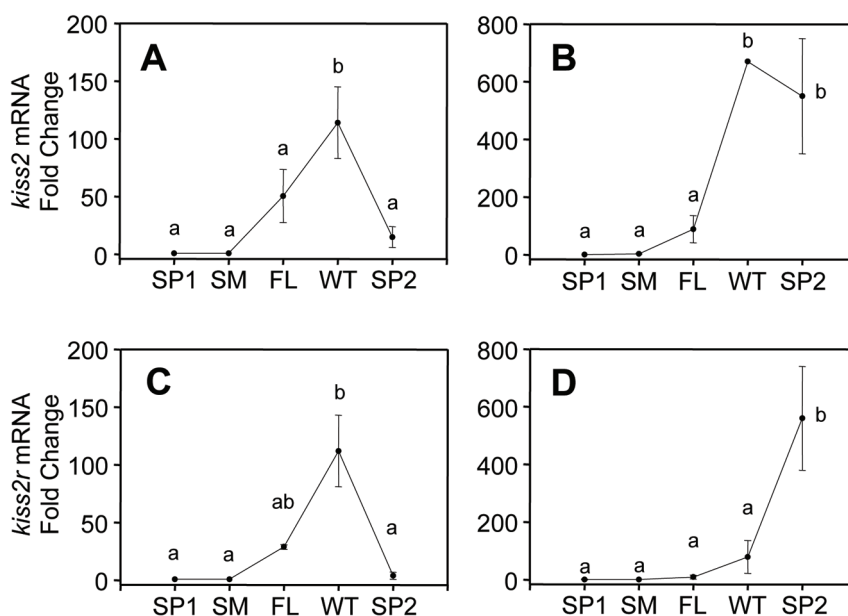 kiss2 mRNA
Fold Change
200
150
100
50
0
A
a
a
a
b
a
SP1 SM FL WT SP2
800
600
400
200
0
B
a
a
a
b
b
SP1 SM FL WT SP2
kiss2r mRNA
Fold Change
200
150
100
50
0
C
a
a
ab
b
a
SP1 SM FL WT SP2
800
600
400
200
0
D
a
a
a
a
b
SP1 SM FL WT SP2